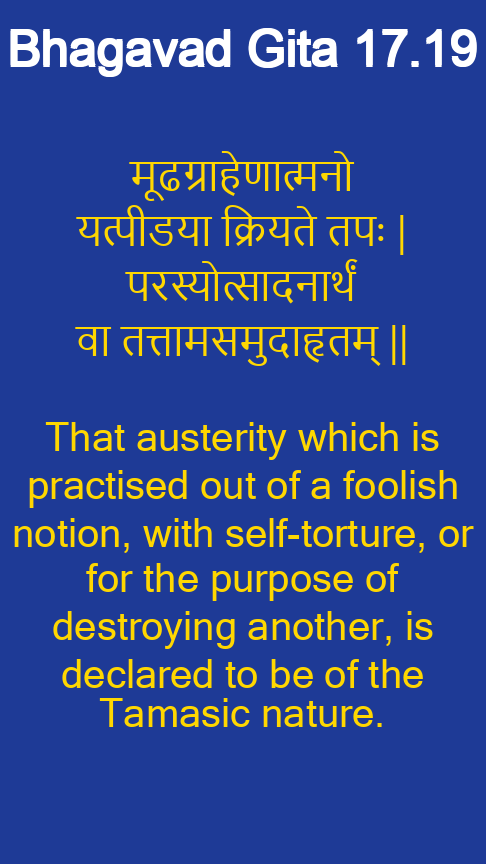 Bhagavad Gita 17.19
मूढग्राहेणात्मनो
यत्पीडया क्रियते तपः |
परस्योत्सादनार्थं
वा तत्तामसमुदाहृतम् ||
That austerity which is
practised out of a foolish
notion, with self-torture, or
for the purpose of
destroying another, is
declared to be of the
Tamasic nature.